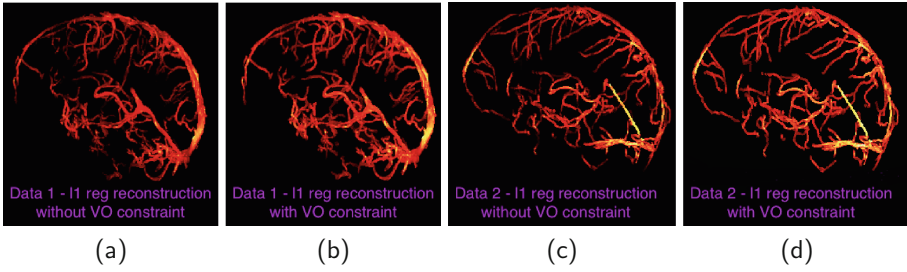 Data 1 - l1 reg reconstruction
without VO constraint
Data 1 - l1 reg reconstruction
with VO constraint
Data 2 - l1 reg reconstruction
without VO constraint
Data 2 - l1 reg reconstruction
with VO constraint
(a)
(b)
(c)
(d)